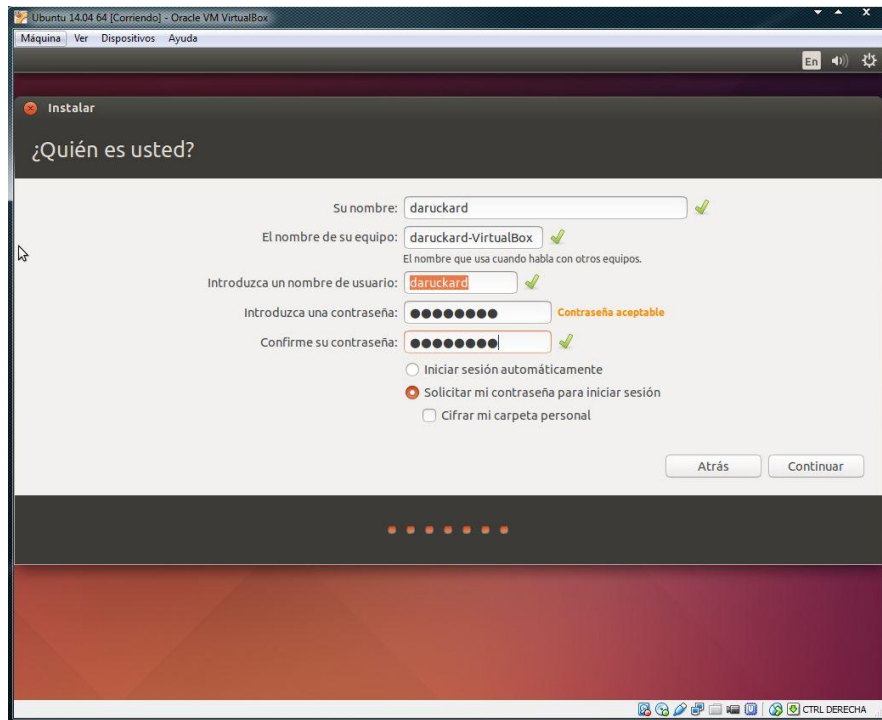 Ubuntu 14.04 64 [Corriendo] - Oracle VM VirtualBox
Máquina Ver Dispositivos Ayuda
En
Instalar
¿Quién es usted?
Su nombre: daruckard
El nombre de su equipo: daruckard-VirtualBox
El nombre que usa cuando habla con otros equipos.
Introduzca un nombre de usuario: daruckard
Introduzca una contraseña: ●●●●●●●● Contraseña aceptable
Confirme su contraseña: ●●●●●●●●
Iniciar sesión automáticamente
Solicitar mi contraseña para iniciar sesión
Cifrar mi carpeta personal
Atrás Continuar
CTRL DERECHA